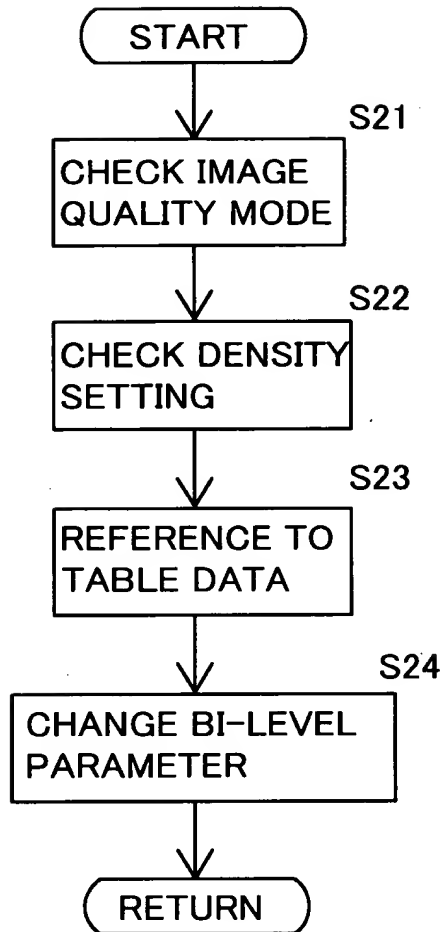 START
S21
CHECK IMAGE
QUALITY MODE
S22
CHECK DENSITY
SETTING
S23
REFERENCE TO
TABLE DATA
S24
CHANGE BI-LEVEL
PARAMETER
RETURN